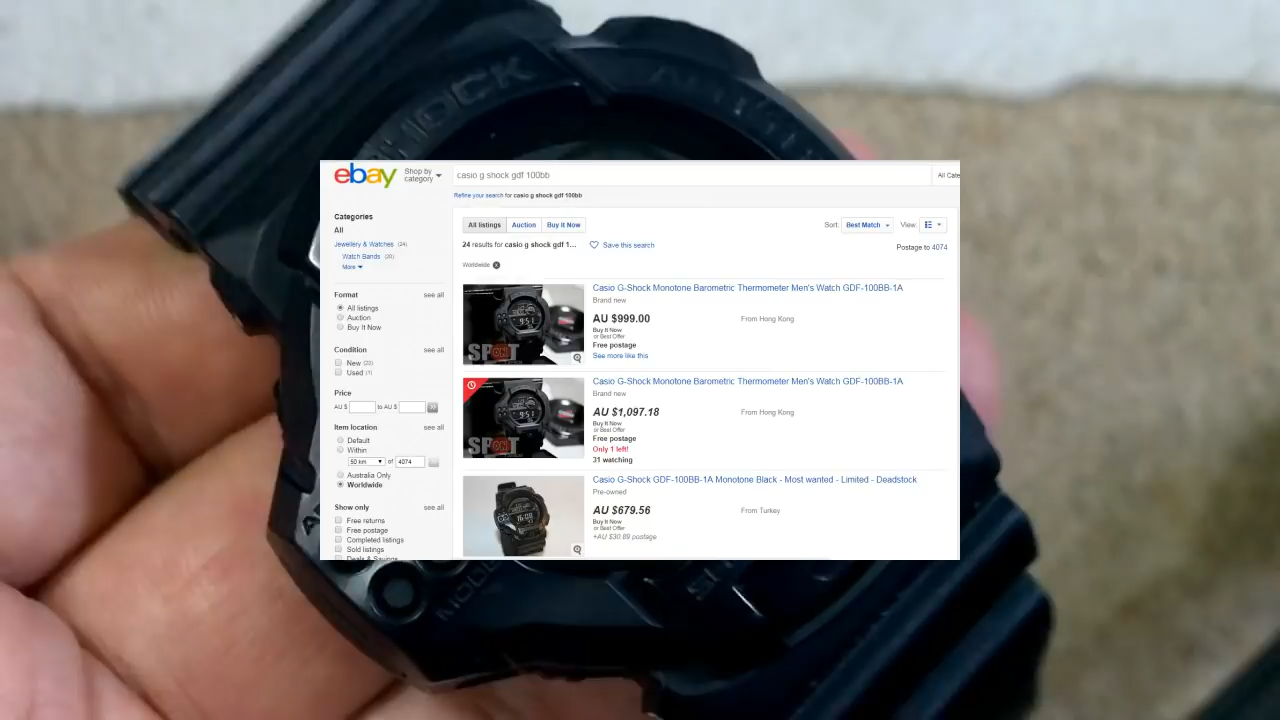 SHOCK
ebay
Shop by category
casio g shock gdf 100bb
All Cate
Refine your search for casio g shock gdf 100bb
Categories
All
Jewellery & Watches (24)
Watch Bands (20)
More
Format see all
All listings
Auction
Buy It Now
Condition see all
New (23)
Used (1)
Price
AU $ to AU $ »
Item location see all
Default
Within
50 km of 4074
Australia Only
Worldwide
Show only see all
Free returns
Free postage
Completed listings
Sold listings
Deals & Savings
All listings Auction Buy It Now
Sort: Best Match View:
24 results for casio g shock gdf 1... Save this search
Postage to 4074
Worldwide
Casio G-Shock Monotone Barometric Thermometer Men's Watch GDF-100BB-1A
Brand new
AU $999.00 From Hong Kong
Buy It Now
or Best Offer
Free postage
See more like this
SPOT
Casio G-Shock Monotone Barometric Thermometer Men's Watch GDF-100BB-1A
Brand new
AU $1,097.18 From Hong Kong
Buy It Now
or Best Offer
Free postage
Only 1 left!
31 watching
SPOT
Casio G-Shock GDF-100BB-1A Monotone Black - Most wanted - Limited - Deadstock
Pre-owned
AU $679.56 From Turkey
Buy It Now
or Best Offer
+AU $30.89 postage